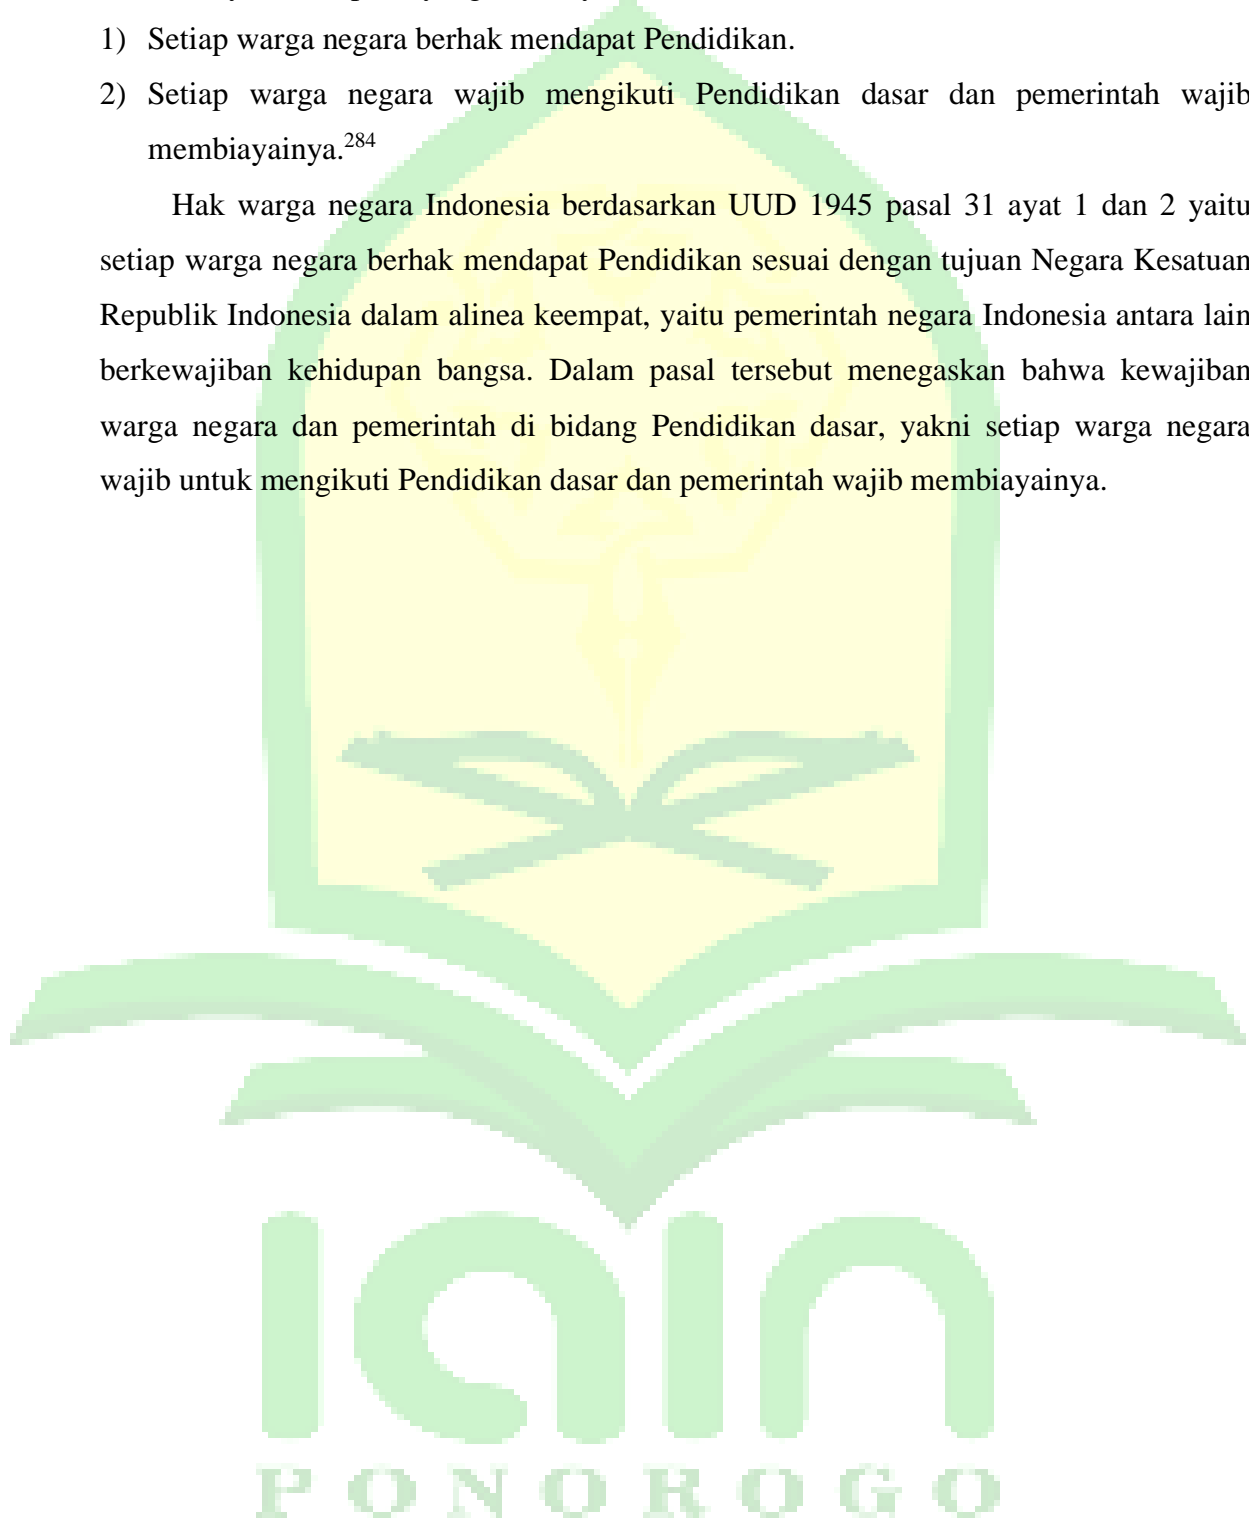 1) Setiap warga negara berhak mendapat Pendidikan.
2) Setiap warga negara wajib mengikuti Pendidikan dasar dan pemerintah wajib
membiayainya.284
Hak warga negara Indonesia berdasarkan UUD 1945 pasal 31 ayat 1 dan 2 yaitu
setiap warga negara berhak mendapat Pendidikan sesuai dengan tujuan Negara Kesatuan
Republik Indonesia dalam alinea keempat, yaitu pemerintah negara Indonesia antara lain
berkewajiban kehidupan bangsa. Dalam pasal tersebut menegaskan bahwa kewajiban
warga negara dan pemerintah di bidang Pendidikan dasar, yakni setiap warga negara
wajib untuk mengikuti Pendidikan dasar dan pemerintah wajib membiayainya.
iain
PONOROGO